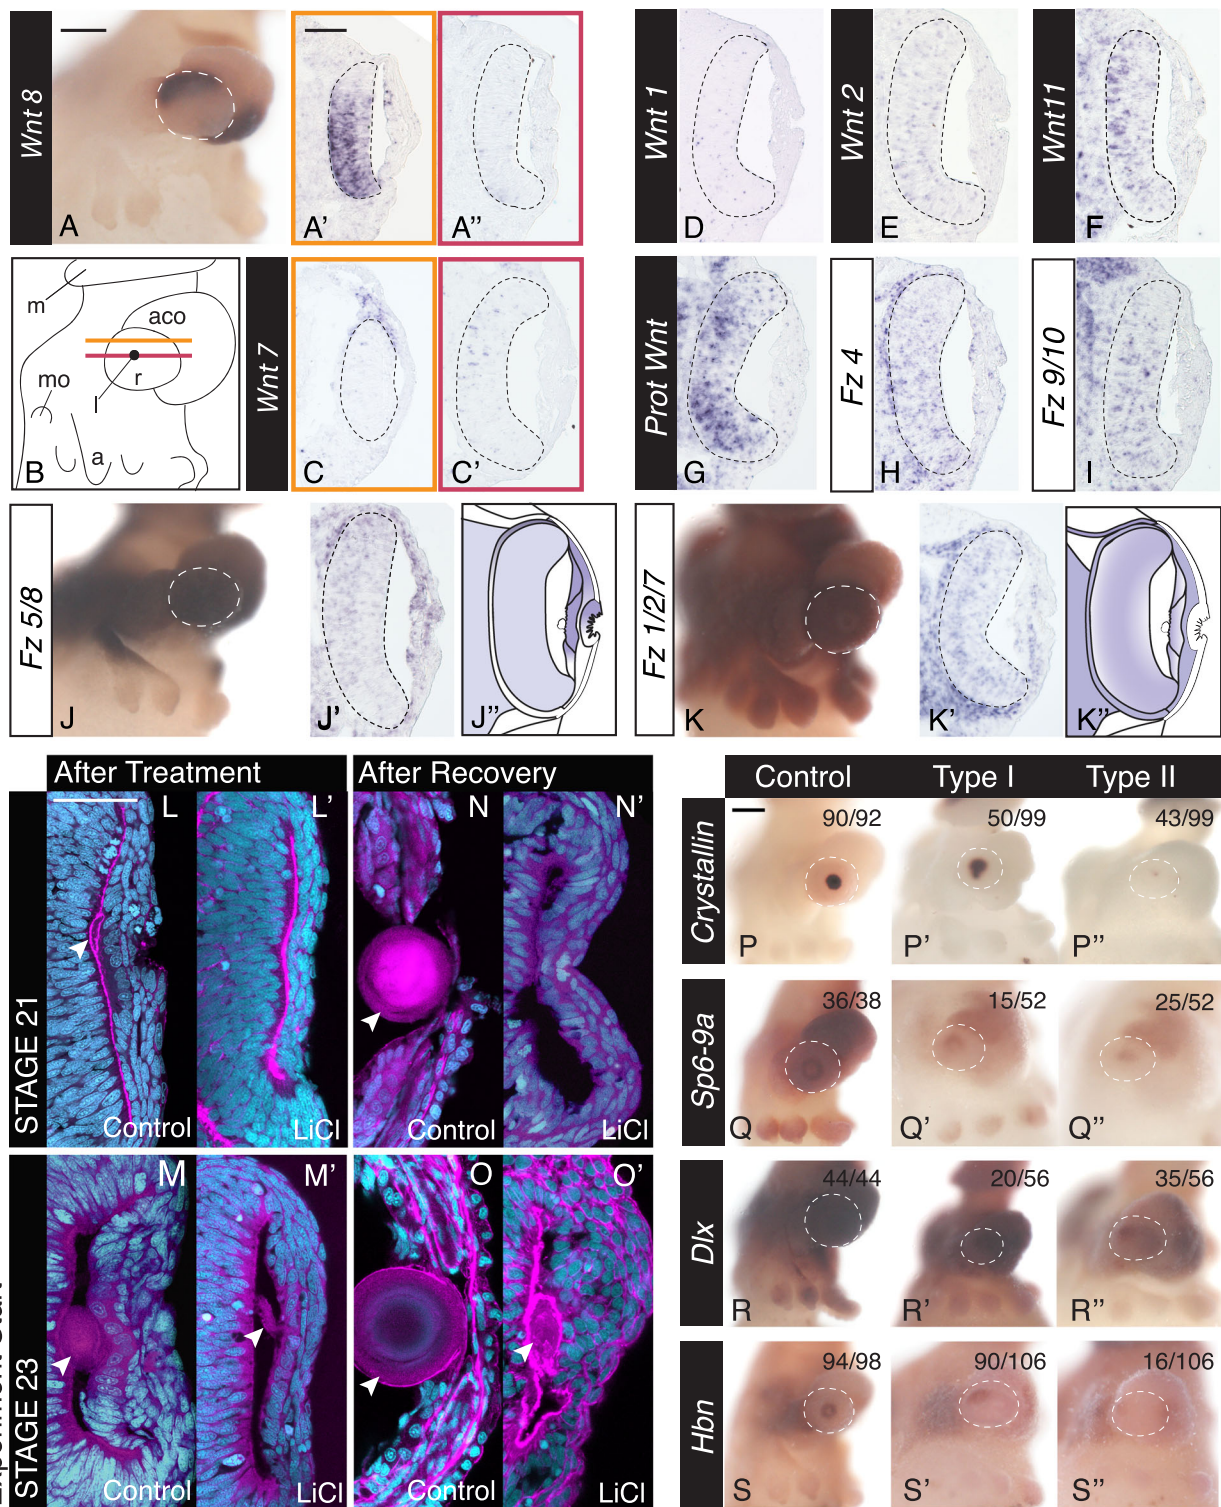 Wnt 8
A
A'
A"
Wnt 1
D
Wnt 2
E
Wnt11
F
m
aco
mo
r
l
a
B
Wnt 7
C
C'
Prot Wnt
G
Fz 4
H
Fz 9/10
I
Fz 5/8
J
J'
J"
Fz 1/2/7
K
K'
K"
After Treatment
After Recovery
STAGE 21
L
Control
L'
LiCl
N
Control
N'
LiCl
STAGE 23
M
Control
M'
LiCl
O
Control
O'
LiCl
Control
Type I
Type II
Crystallin
90/92
P
50/99
P'
43/99
P"
Sp6-9a
36/38
Q
15/52
Q'
25/52
Q"
Dlx
44/44
R
20/56
R'
35/56
R"
Hbn
94/98
S
90/106
S'
16/106
S"